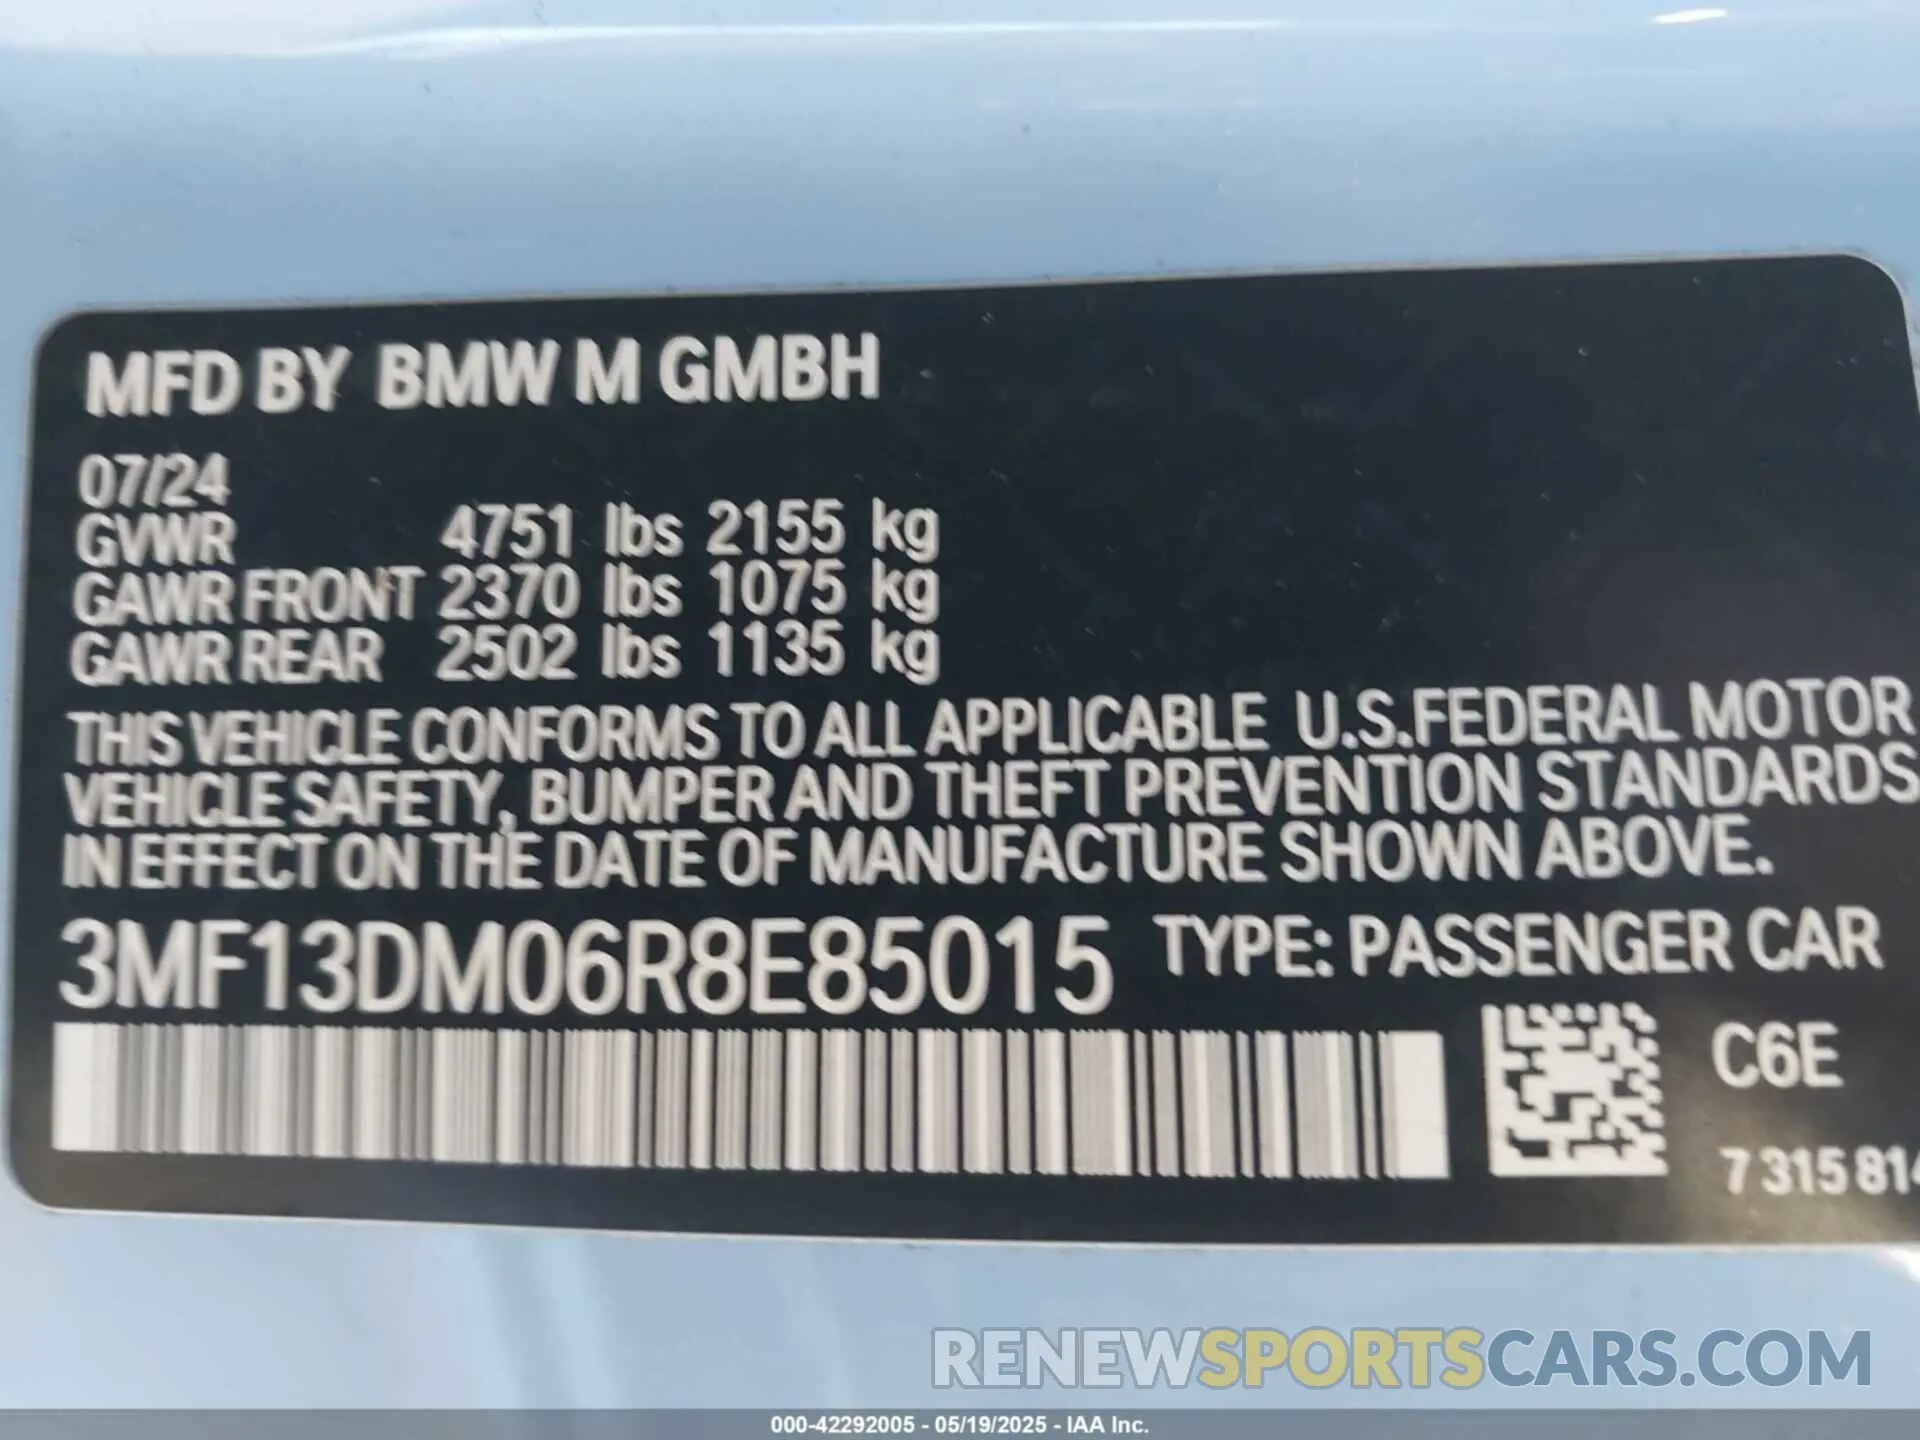 MFD BY BMW M GMBH
07/24
GVWR 4751 lbs 2155 kg
GAWR FRONT 2370 lbs 1075 kg
GAWR REAR 2502 lbs 1135 kg
THIS VEHICLE CONFORMS TO ALL APPLICABLE U.S.FEDERAL MOTOR
VEHICLE SAFETY, BUMPER AND THEFT PREVENTION STANDARDS
IN EFFECT ON THE DATE OF MANUFACTURE SHOWN ABOVE.
3MF13DM06R8E85015 TYPE: PASSENGER CAR
C6E
7 315 814
RENEWSPORTSCARS.COM
000-42292005 - 05/19/2025 - IAA Inc.